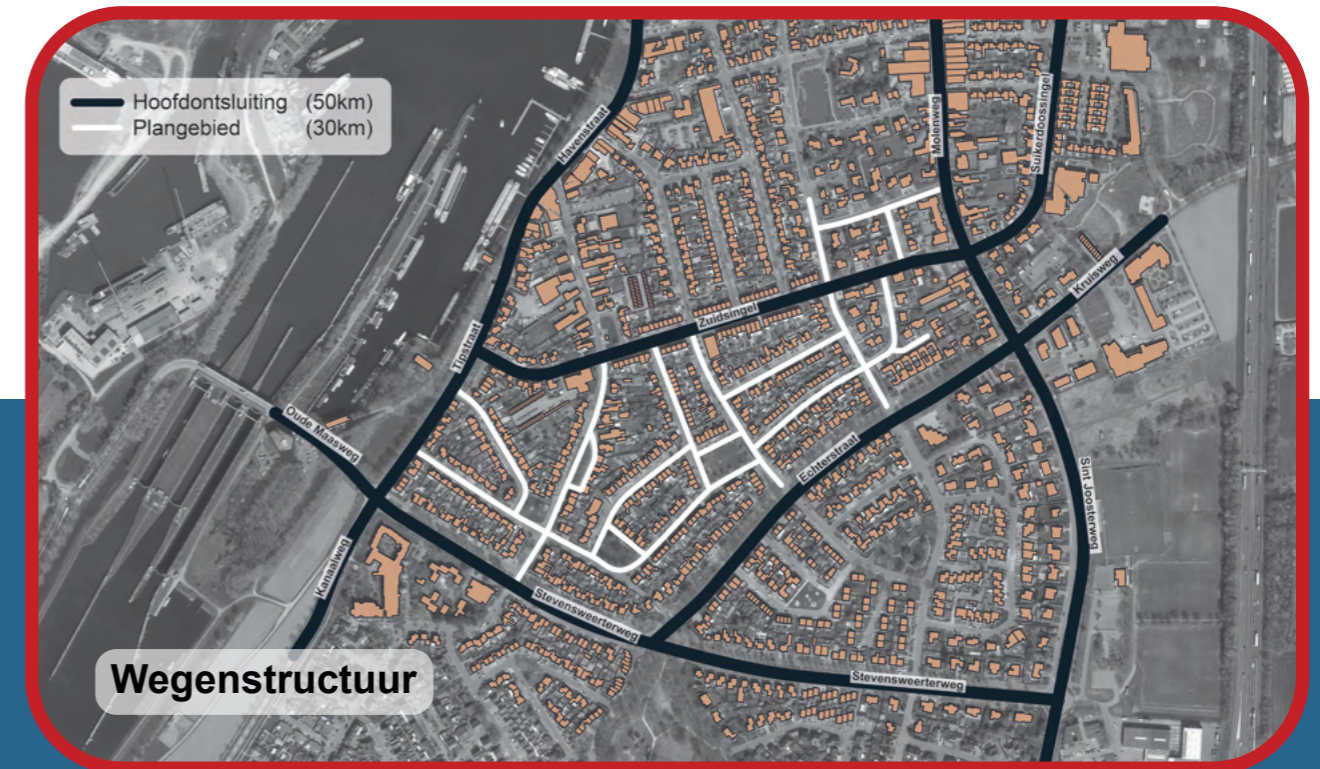 Hoofdontsluiting (50km)
Plangebied (30km)
Havenstraat
Molenweg
Suikerdoossingel
Kruisweg
Zuidsingel
Tipstraat
Oude Maasweg
Echterstraat
Sint Joosterweg
Kanaalweg
Stevensweerterweg
Stevensweerterweg
Wegenstructuur